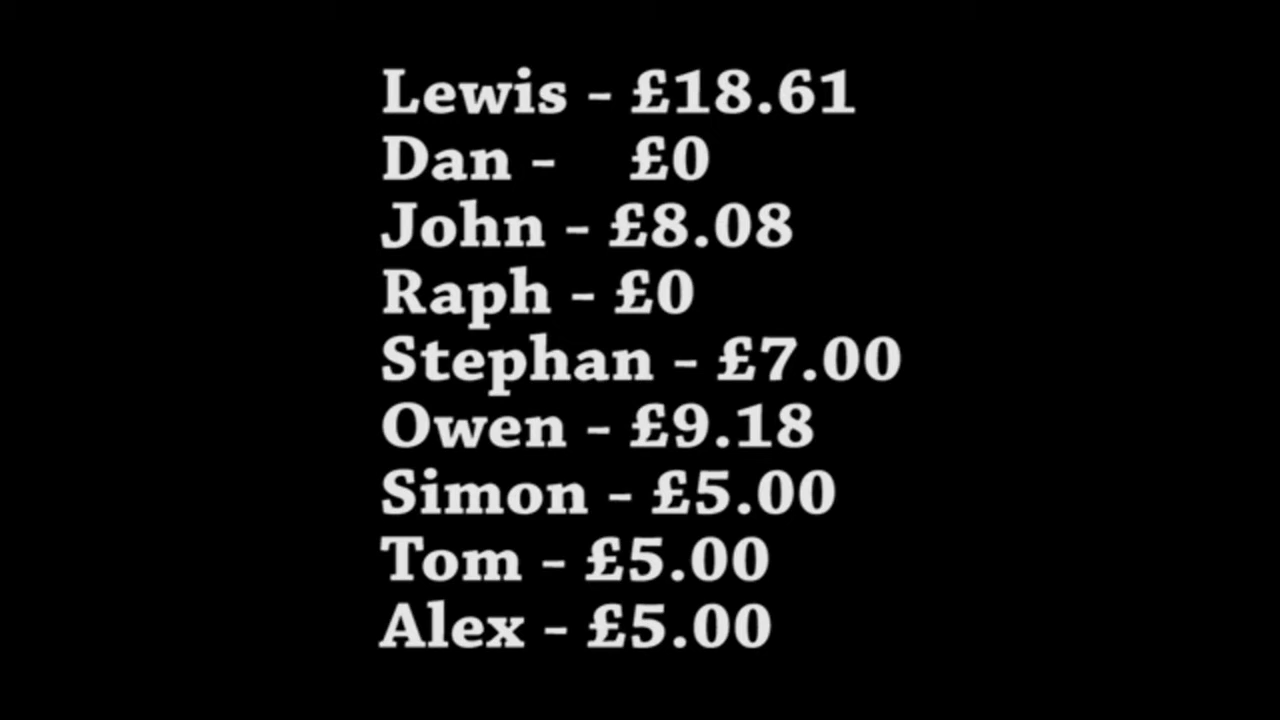 Lewis - £18.61
Dan - £0
John - £8.08
Raph - £0
Stephan - £7.00
Owen - £9.18
Simon - £5.00
Tom - £5.00
Alex - £5.00